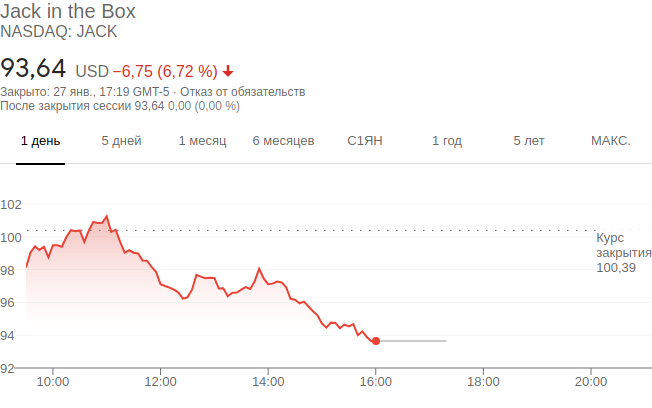 Jack in the Box
NASDAQ: JACK
93,64 USD −6,75 (6,72 %)
Закрыто: 27 янв., 17:19 GMT-5 · Отказ от обязательств
После закрытия сессии 93,64 0,00 (0,00 %)
1 день 5 дней 1 месяц 6 месяцев С1ЯН 1 год 5 лет МАКС.
102
100
98
96
94
92
Курс
закрытия
100,39
10:00 12:00 14:00 16:00 18:00 20:00